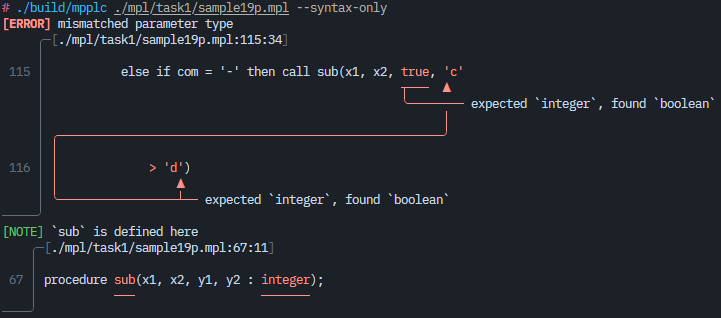 # ./build/mpplc ./mpl/task1/sample19p.mpl --syntax-only
[ERROR] mismatched parameter type
[./mpl/task1/sample19p.mpl:115:34]
115 else if com = '-' then call sub(x1, x2, true, 'c'
expected `integer`, found `boolean`
116 > 'd')
expected `integer`, found `boolean`
[NOTE] `sub` is defined here
[./mpl/task1/sample19p.mpl:67:11]
67 procedure sub(x1, x2, y1, y2 : integer);